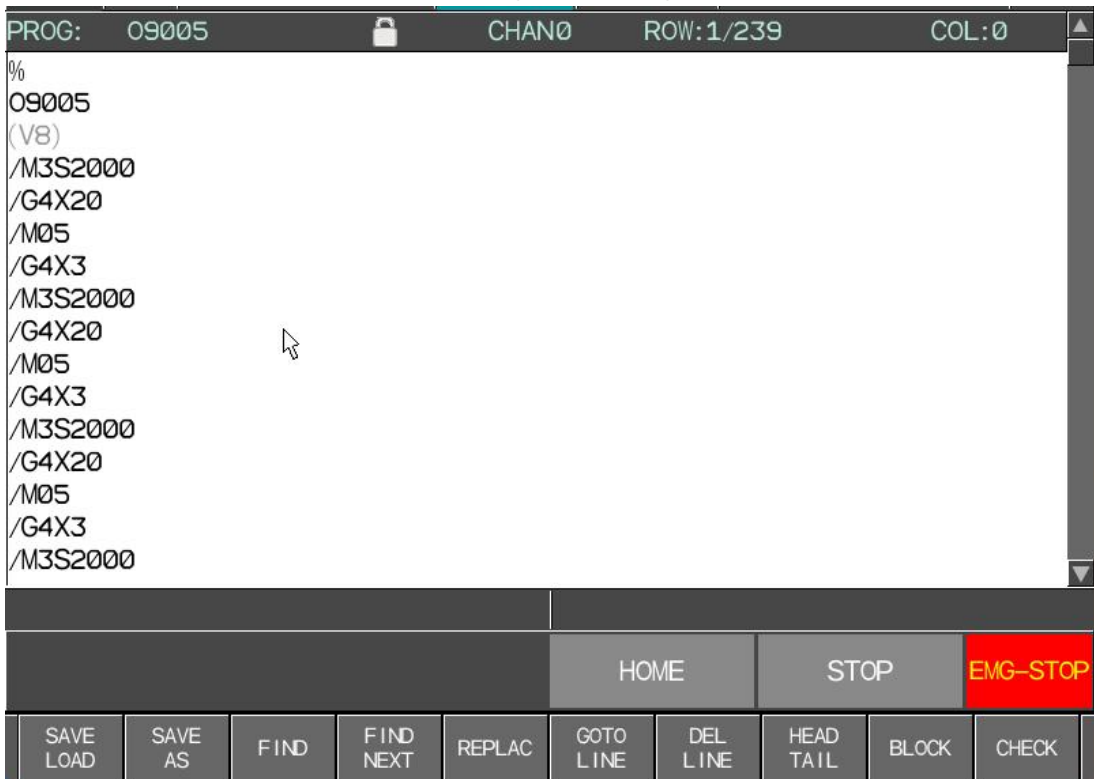 PROG: O9005 CHAN0 ROW:1/239 COL:0
%
O9005
(V8)
/M3S2000
/G4X20
/M05
/G4X3
/M3S2000
/G4X20
/M05
/G4X3
/M3S2000
/G4X20
/M05
/G4X3
/M3S2000
HOME STOP EMG-STOP
SAVE LOAD
SAVE AS
FIND
FIND NEXT
REPLAC
GOTO LINE
DEL LINE
HEAD TAIL
BLOCK
CHECK